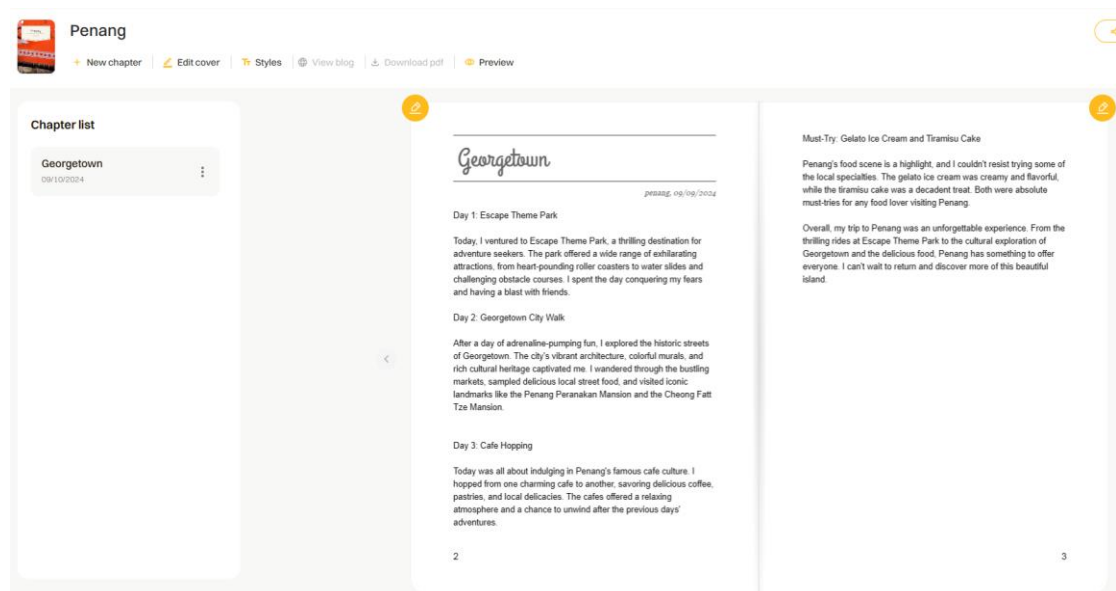 Penang
+ New chapter
Edit cover
Tr Styles
View blog
Download pdf
Preview
Chapter list
Georgetown
09/10/2024
Georgetown
penang, 09/09/2024
Day 1: Escape Theme Park
Today, I ventured to Escape Theme Park, a thrilling destination for
adventure seekers. The park offered a wide range of exhilarating
attractions, from heart-pounding roller coasters to water slides and
challenging obstacle courses. I spent the day conquering my fears
and having a blast with friends.
Day 2: Georgetown City Walk
After a day of adrenaline-pumping fun, I explored the historic streets
of Georgetown. The city's vibrant architecture, colorful murals, and
rich cultural heritage captivated me. I wandered through the bustling
markets, sampled delicious local street food, and visited iconic
landmarks like the Penang Peranakan Mansion and the Cheong Fatt
Tze Mansion.
Day 3: Cafe Hopping
Today was all about indulging in Penang's famous cafe culture. I
hopped from one charming cafe to another, savoring delicious coffee,
pastries, and local delicacies. The cafes offered a relaxing
atmosphere and a chance to unwind after the previous days'
adventures.
2
Must-Try: Gelato Ice Cream and Tiramisu Cake
Penang's food scene is a highlight, and I couldn't resist trying some of
the local specialties. The gelato ice cream was creamy and flavorful,
while the tiramisu cake was a decadent treat. Both were absolute
must-tries for any food lover visiting Penang.
Overall, my trip to Penang was an unforgettable experience. From the
thrilling rides at Escape Theme Park to the cultural exploration of
Georgetown and the delicious food, Penang has something to offer
everyone. I can't wait to return and discover more of this beautiful
island.
3